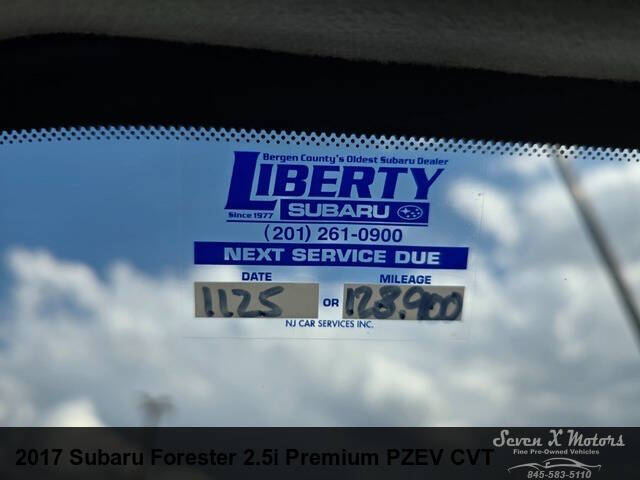 Bergen County's Oldest Subaru Dealer
LIBERTY
Since 1977 SUBARU
(201) 261-0900
NEXT SERVICE DUE
DATE MILEAGE
1125 OR 128,900
NJ CAR SERVICES INC.
2017 Subaru Forester 2.5i Premium PZEV CVT
Seven X Motors
Fine Pre-Owned Vehicles
845-583-5110